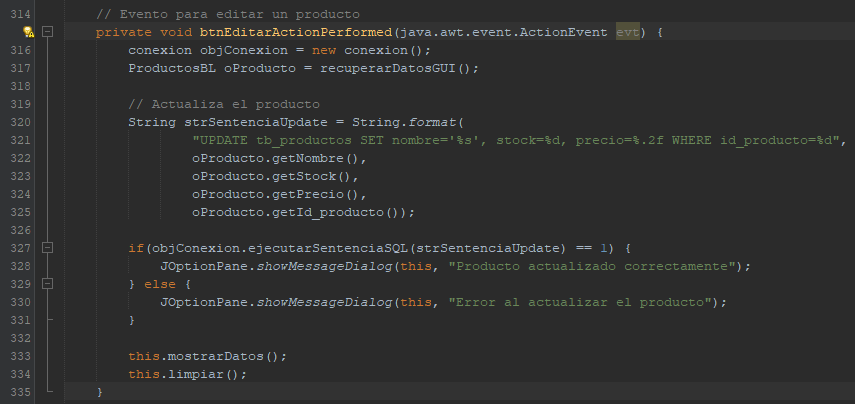 314 // Evento para editar un producto
private void btnEditarActionPerformed(java.awt.event.ActionEvent evt) {
316 conexion objConexion = new conexion();
317 ProductosBL oProducto = recuperarDatosGUI();
318
319 // Actualiza el producto
320 String strSentenciaUpdate = String.format(
321 "UPDATE tb_productos SET nombre='%s', stock=%d, precio=%.2f WHERE id_producto=%d",
322 oProducto.getNombre(),
323 oProducto.getStock(),
324 oProducto.getPrecio(),
325 oProducto.getId_producto());
326
327 if(objConexion.ejecutarSentenciaSQL(strSentenciaUpdate) == 1) {
328 JOptionPane.showMessageDialog(this, "Producto actualizado correctamente");
329 } else {
330 JOptionPane.showMessageDialog(this, "Error al actualizar el producto");
331 }
332
333 this.mostrarDatos();
334 this.limpiar();
335 }